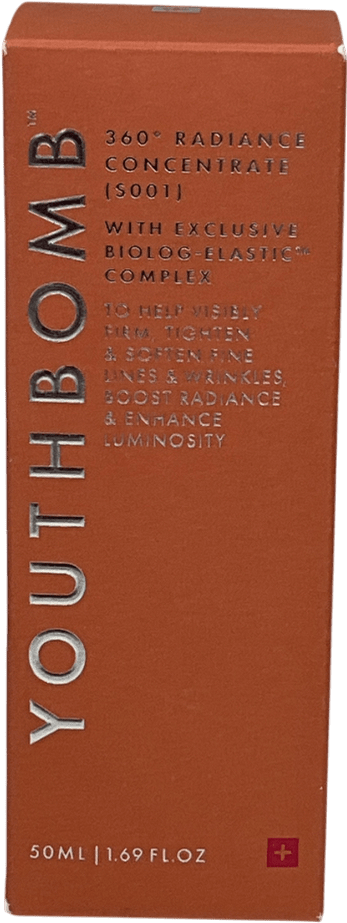 YOUTHBOMB™
360° RADIANCE
CONCENTRATE
(S001)
WITH EXCLUSIVE
BIOLOG-ELASTIC™
COMPLEX
TO HELP VISIBLY
FIRM, TIGHTEN
& SOFTEN FINE
LINES & WRINKLES,
BOOST RADIANCE
& ENHANCE
LUMINOSITY
50ML | 1.69 FL.OZ